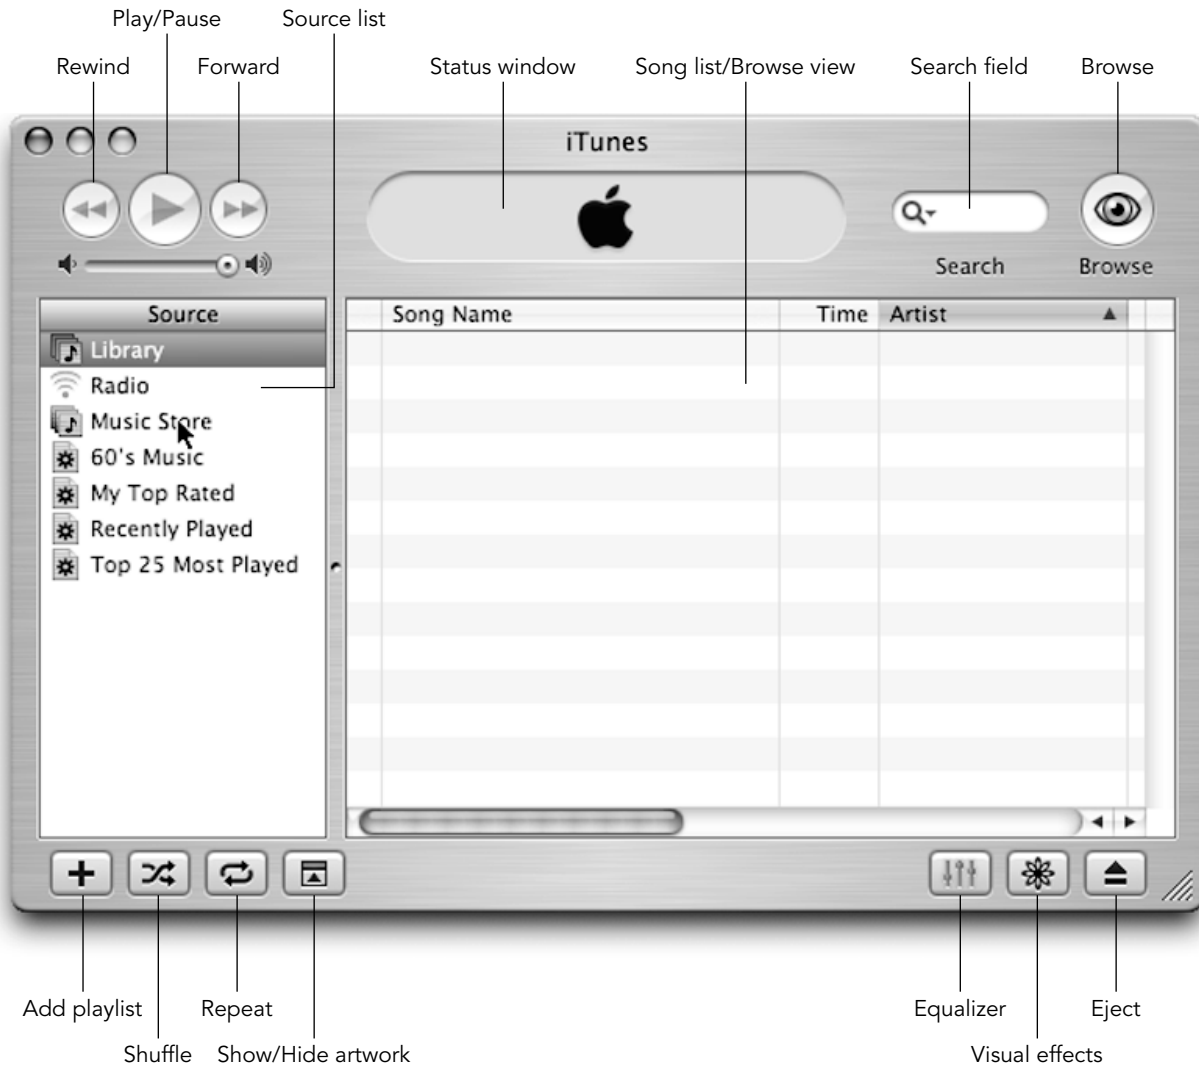 Play/Pause Source list
Rewind Forward Status window Song list/Browse view Search field Browse
iTunes
Search Browse
Source Song Name Time Artist
Library
Radio
Music Store
60's Music
My Top Rated
Recently Played
Top 25 Most Played
Add playlist Repeat Equalizer Eject
Shuffle Show/Hide artwork Visual effects